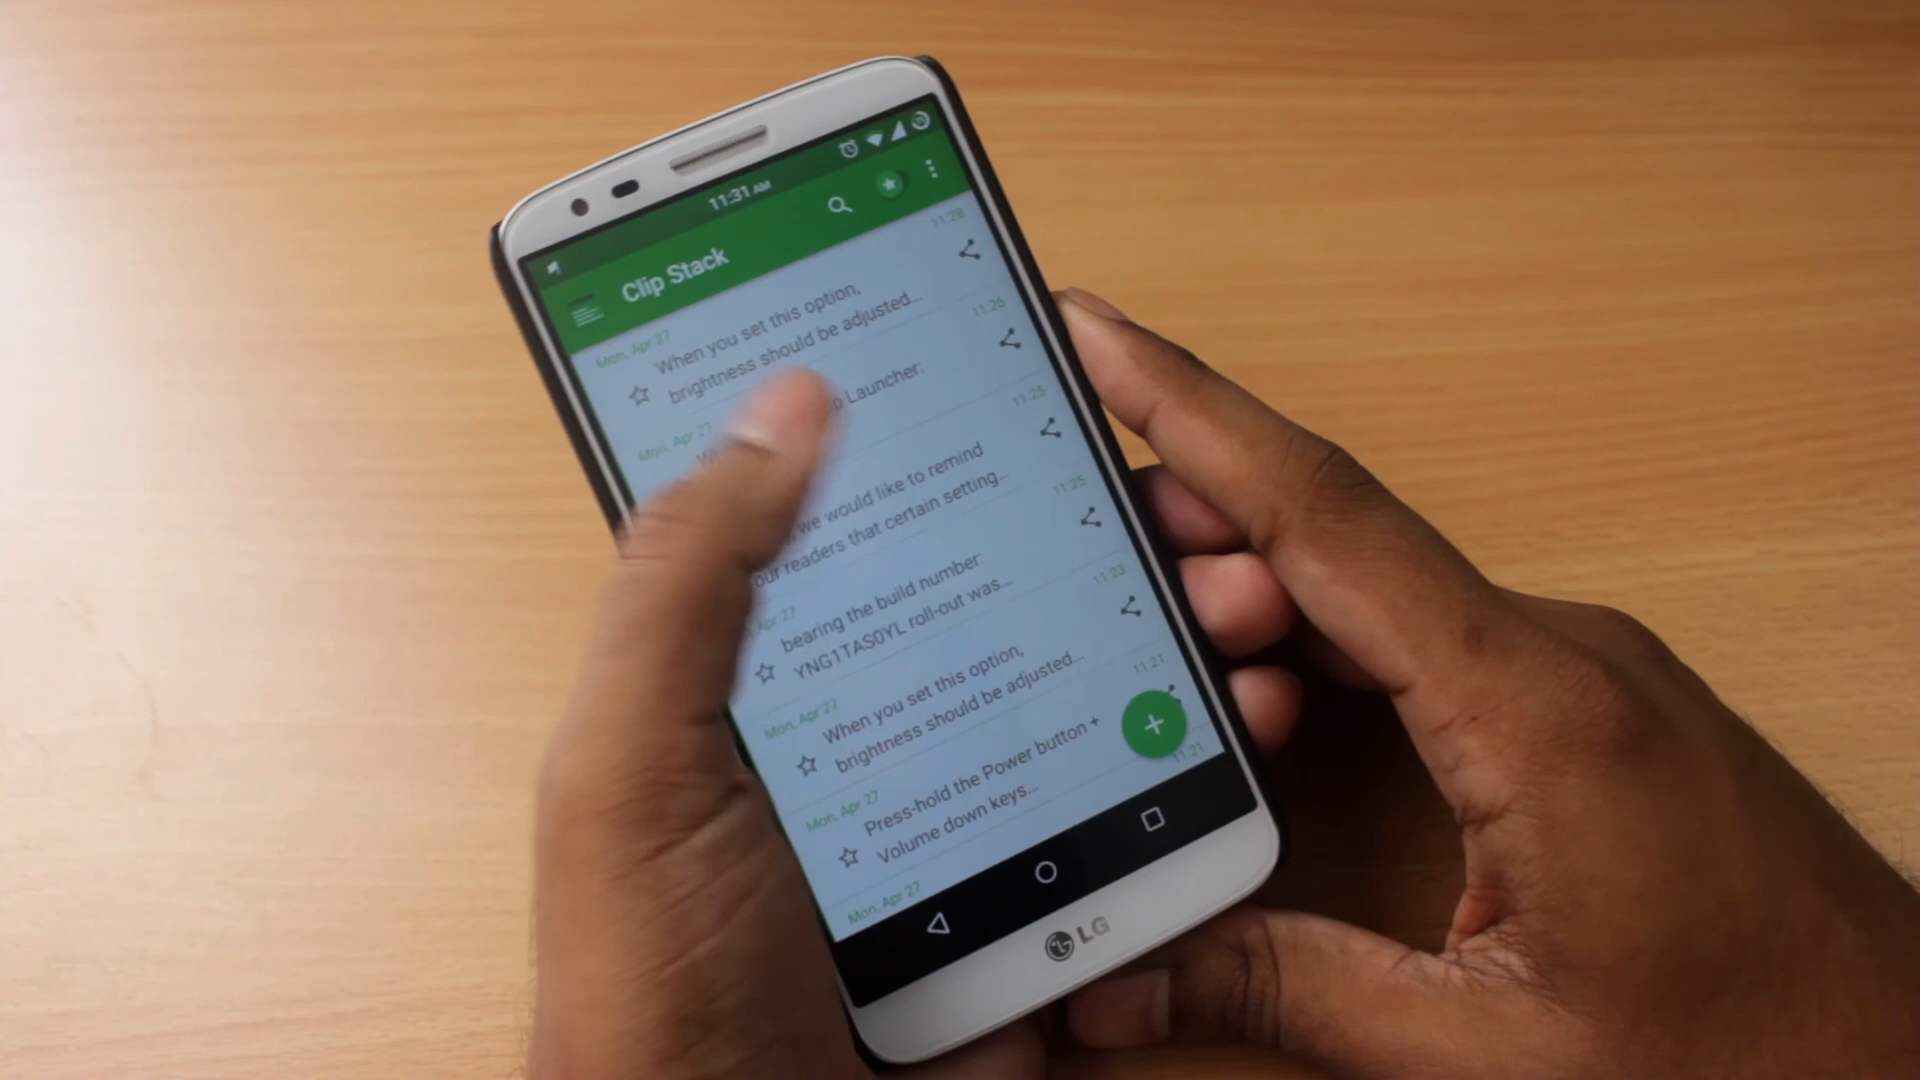 11:31 AM
Clip Stack
Mon, Apr 27
11:28
When you set this option,
brightness should be adjusted...
Mon, Apr 27
11:26
Launcher:
11:25
we would like to remind
our readers that certain setting...
Apr 27
11:25
bearing the build number:
YNG1TAS0YL roll-out was...
Mon, Apr 27
11:23
When you set this option,
brightness should be adjusted...
Mon, Apr 27
11:21
Press-hold the Power button +
Volume down keys...
Mon, Apr 27
11:21
LG